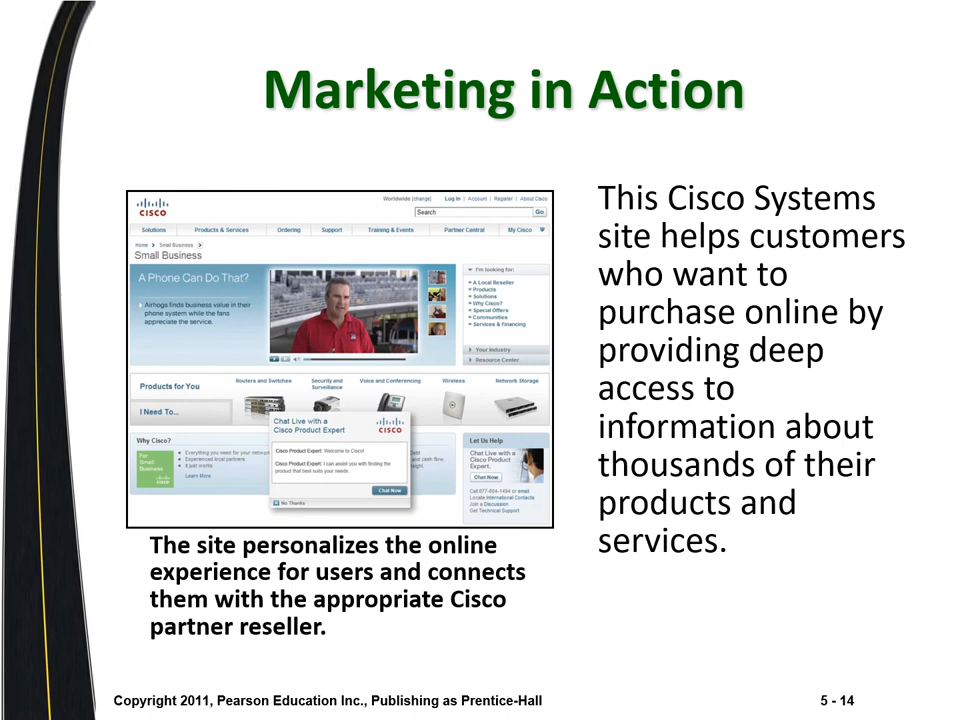 Marketing in Action
CISCO
Worldwide [change] Log In | Account | Register | About Cisco
Search Go
Solutions Products & Services Ordering Support Training & Events Partner Central My Cisco
Home > Small Business >
Small Business
A Phone Can Do That?
Airhogs finds business value in their
phone system while the fans
appreciate the service.
I'm looking for:
A Local Reseller
Products
Solutions
Why Cisco?
Special Offers
Communities
Services & Financing
Your Industry
Resource Center
Products for You
I Need To...
Routers and Switches
Security and
Surveillance
Voice and Conferencing
Wireless
Network Storage
Chat Live with a
Cisco Product Expert
CISCO
Cisco Product Expert: Welcome to Cisco!
Cisco Product Expert: I can assist you with finding the
product that best suits your needs.
Chat Now
No Thanks
Why Cisco?
For
Small
Business
Everything you need for your
Experienced local partners
It just works
Learn More
cash flow.
Let Us Help
Chat Live with a
Cisco Product
Expert.
Chat Now
Call 877-804-1494 or email
Locate International Contacts
Join a Discussion
Get Technical Support
The site personalizes the online
experience for users and connects
them with the appropriate Cisco
partner reseller.
This Cisco Systems
site helps customers
who want to
purchase online by
providing deep
access to
information about
thousands of their
products and
services.
Copyright 2011, Pearson Education Inc., Publishing as Prentice-Hall
5 - 14